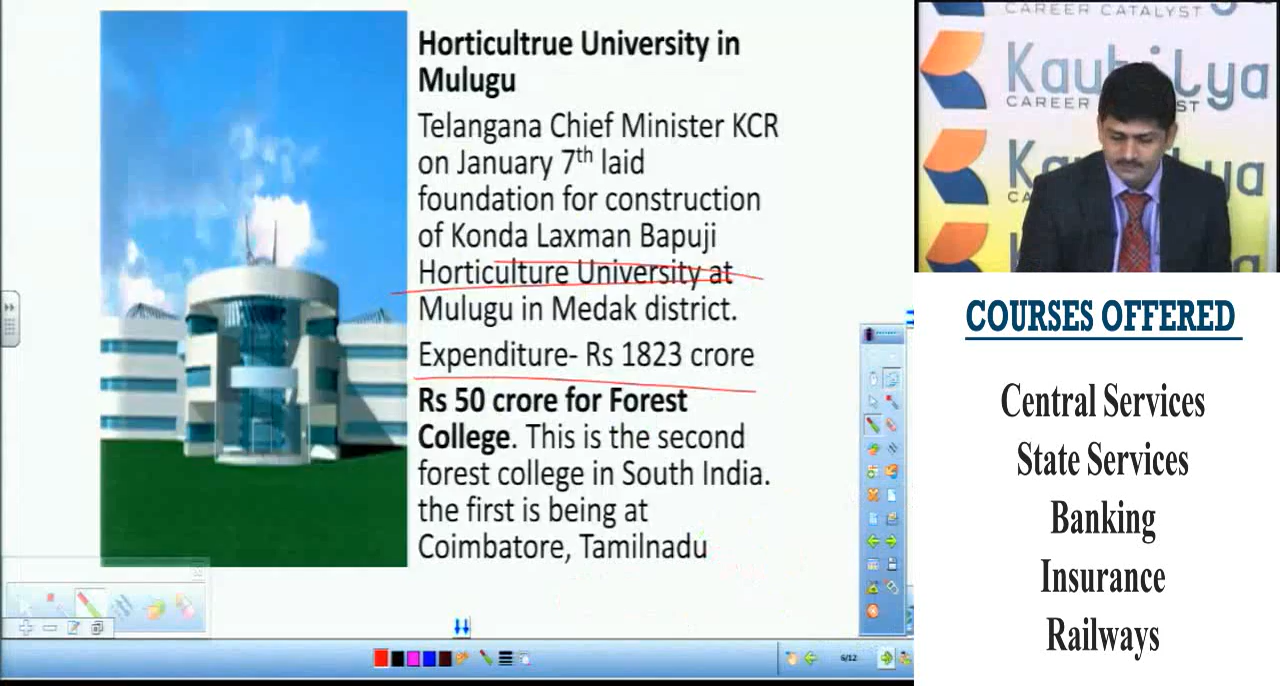 Horticultrue University in
Mulugu
Telangana Chief Minister KCR
on January 7th laid
foundation for construction
of Konda Laxman Bapuji
Horticulture University at
Mulugu in Medak district.
Expenditure- Rs 1823 crore
Rs 50 crore for Forest
College. This is the second
forest college in South India.
the first is being at
Coimbatore, Tamilnadu
6/12
CAREER CATALYST
Kautilya
CAREER CATALYST
COURSES OFFERED
Central Services
State Services
Banking
Insurance
Railways